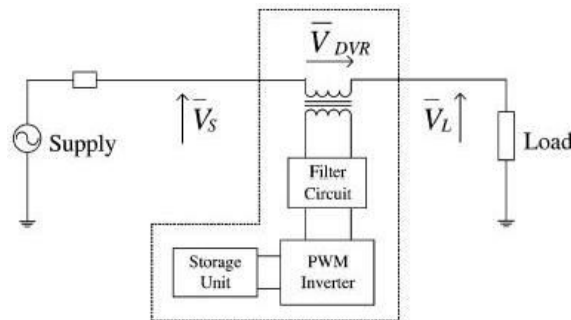 V̅ DVR
V̅S
V̅L
Supply
Load
Filter
Circuit
Storage
Unit
PWM
Inverter